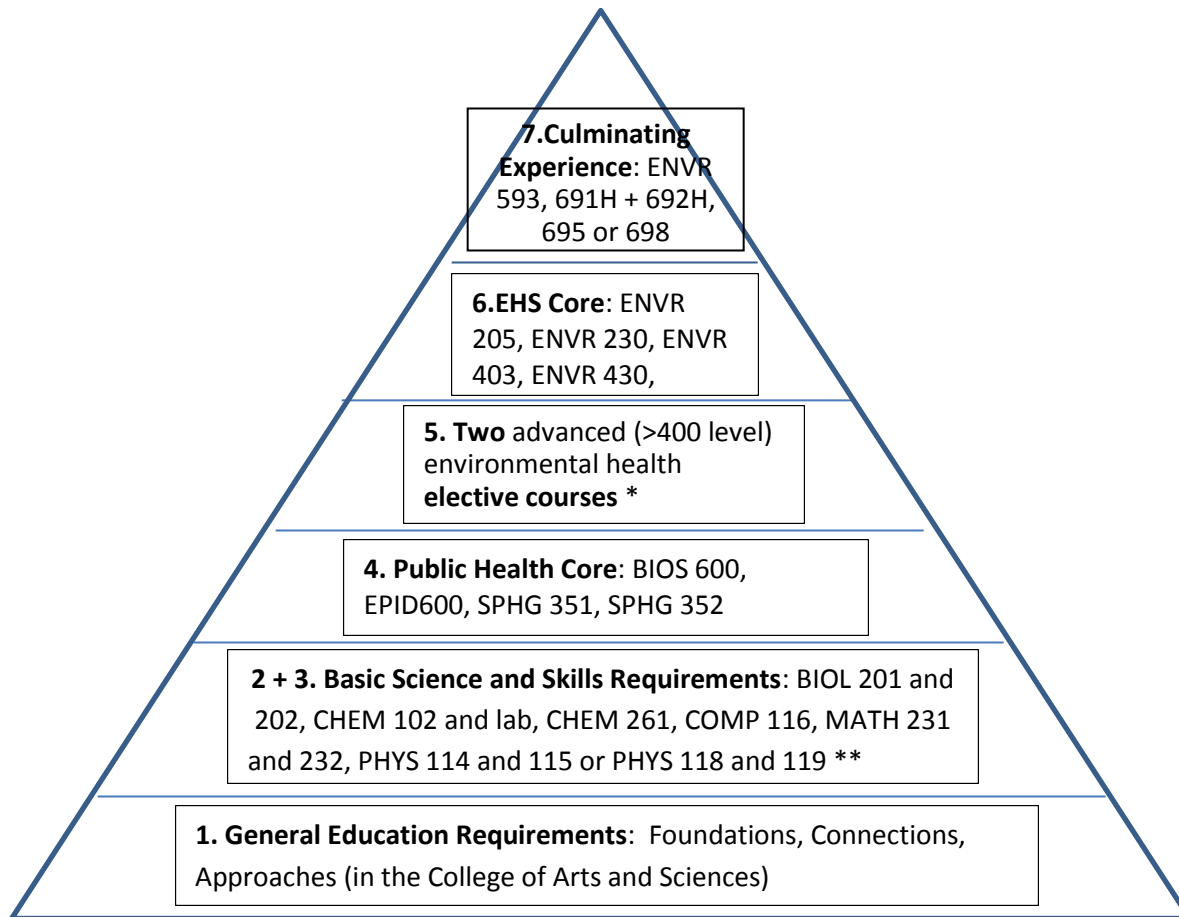 7.Culminating
Experience: ENVR
593, 691H + 692H,
695 or 698
6.EHS Core: ENVR
205, ENVR 230, ENVR
403, ENVR 430,
5. Two advanced (>400 level)
environmental health
elective courses *
4. Public Health Core: BIOS 600,
EPID600, SPHG 351, SPHG 352
2 + 3. Basic Science and Skills Requirements: BIOL 201 and
202, CHEM 102 and lab, CHEM 261, COMP 116, MATH 231
and 232, PHYS 114 and 115 or PHYS 118 and 119 **
1. General Education Requirements: Foundations, Connections,
Approaches (in the College of Arts and Sciences)